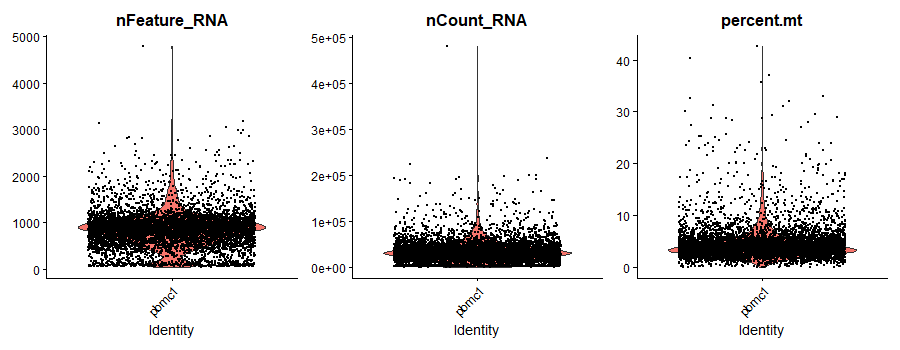 nFeature_RNA
5000
4000
3000
2000
1000
0
pbmc1
Identity
nCount_RNA
5e+05
4e+05
3e+05
2e+05
1e+05
0e+00
pbmc1
Identity
percent.mt
40
30
20
10
0
pbmc1
Identity